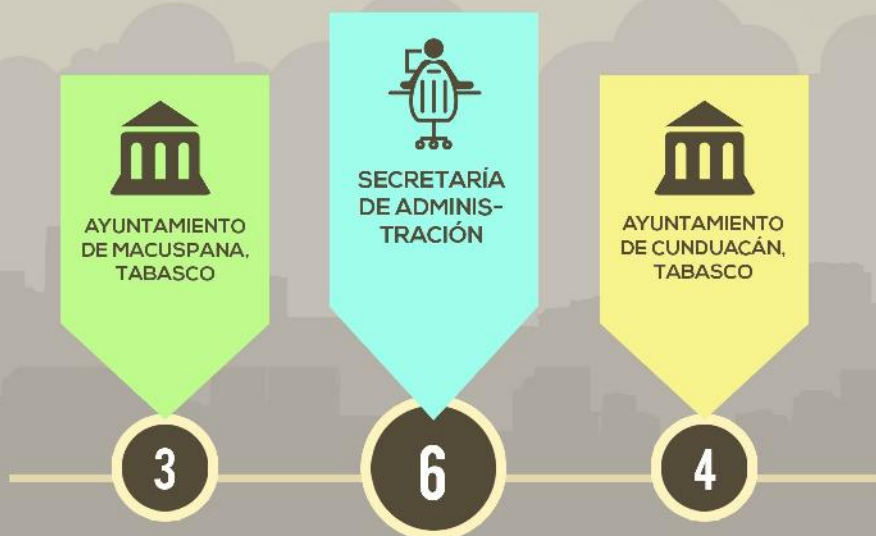 AYUNTAMIENTO
DE MACUSPANA,
TABASCO
3
SECRETARÍA
DE ADMINIS-
TRACIÓN
6
AYUNTAMIENTO
DE CUNDUACÁN,
TABASCO
4